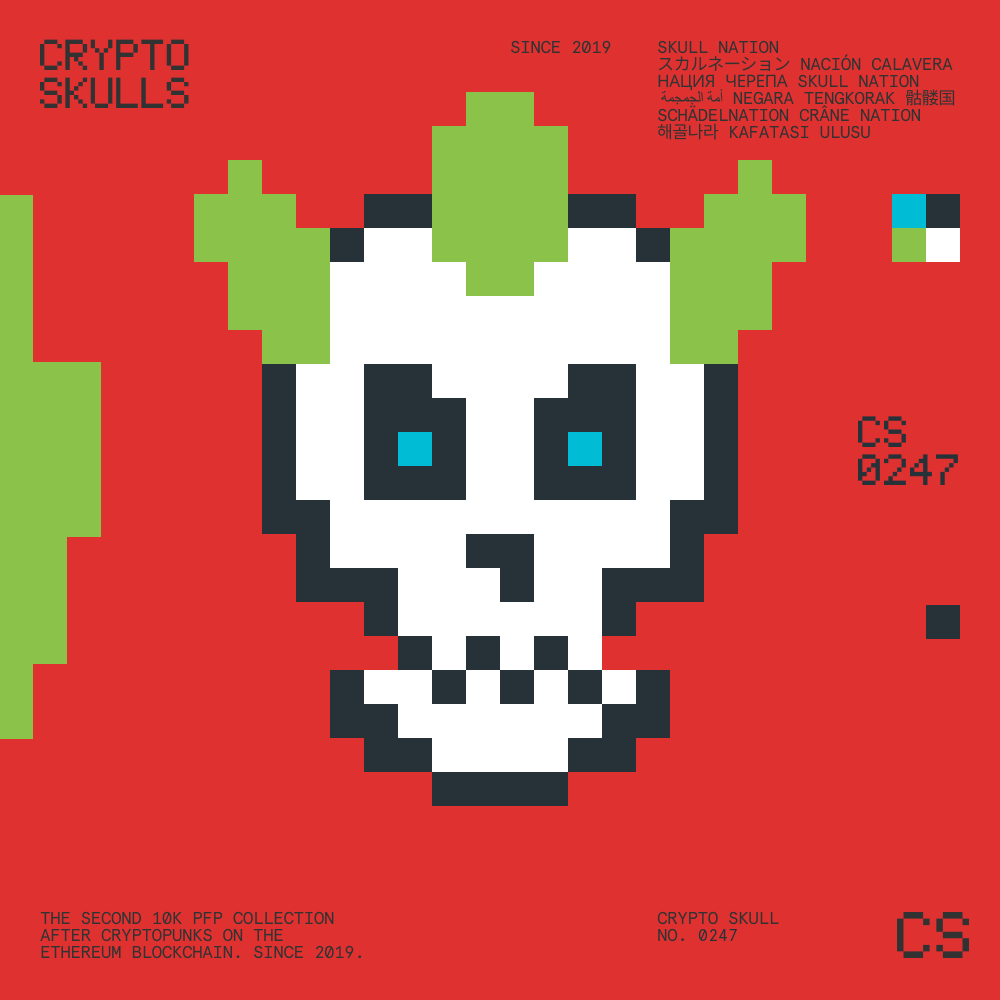 CRYPTO
SKULLS
SINCE 2019
SKULL NATION
スカルネーション NACIÓN CALAVERA
НАЦИЯ ЧЕРЕПА SKULL NATION
أمة الجمجمة NEGARA TENGKORAK 骷髅国
SCHÄDELNATION CRÂNE NATION
해골나라 KAFATASI ULUSU
CS
0247
THE SECOND 10K PFP COLLECTION
AFTER CRYPTOPUNKS ON THE
ETHEREUM BLOCKCHAIN. SINCE 2019.
CRYPTO SKULL
NO. 0247
CS